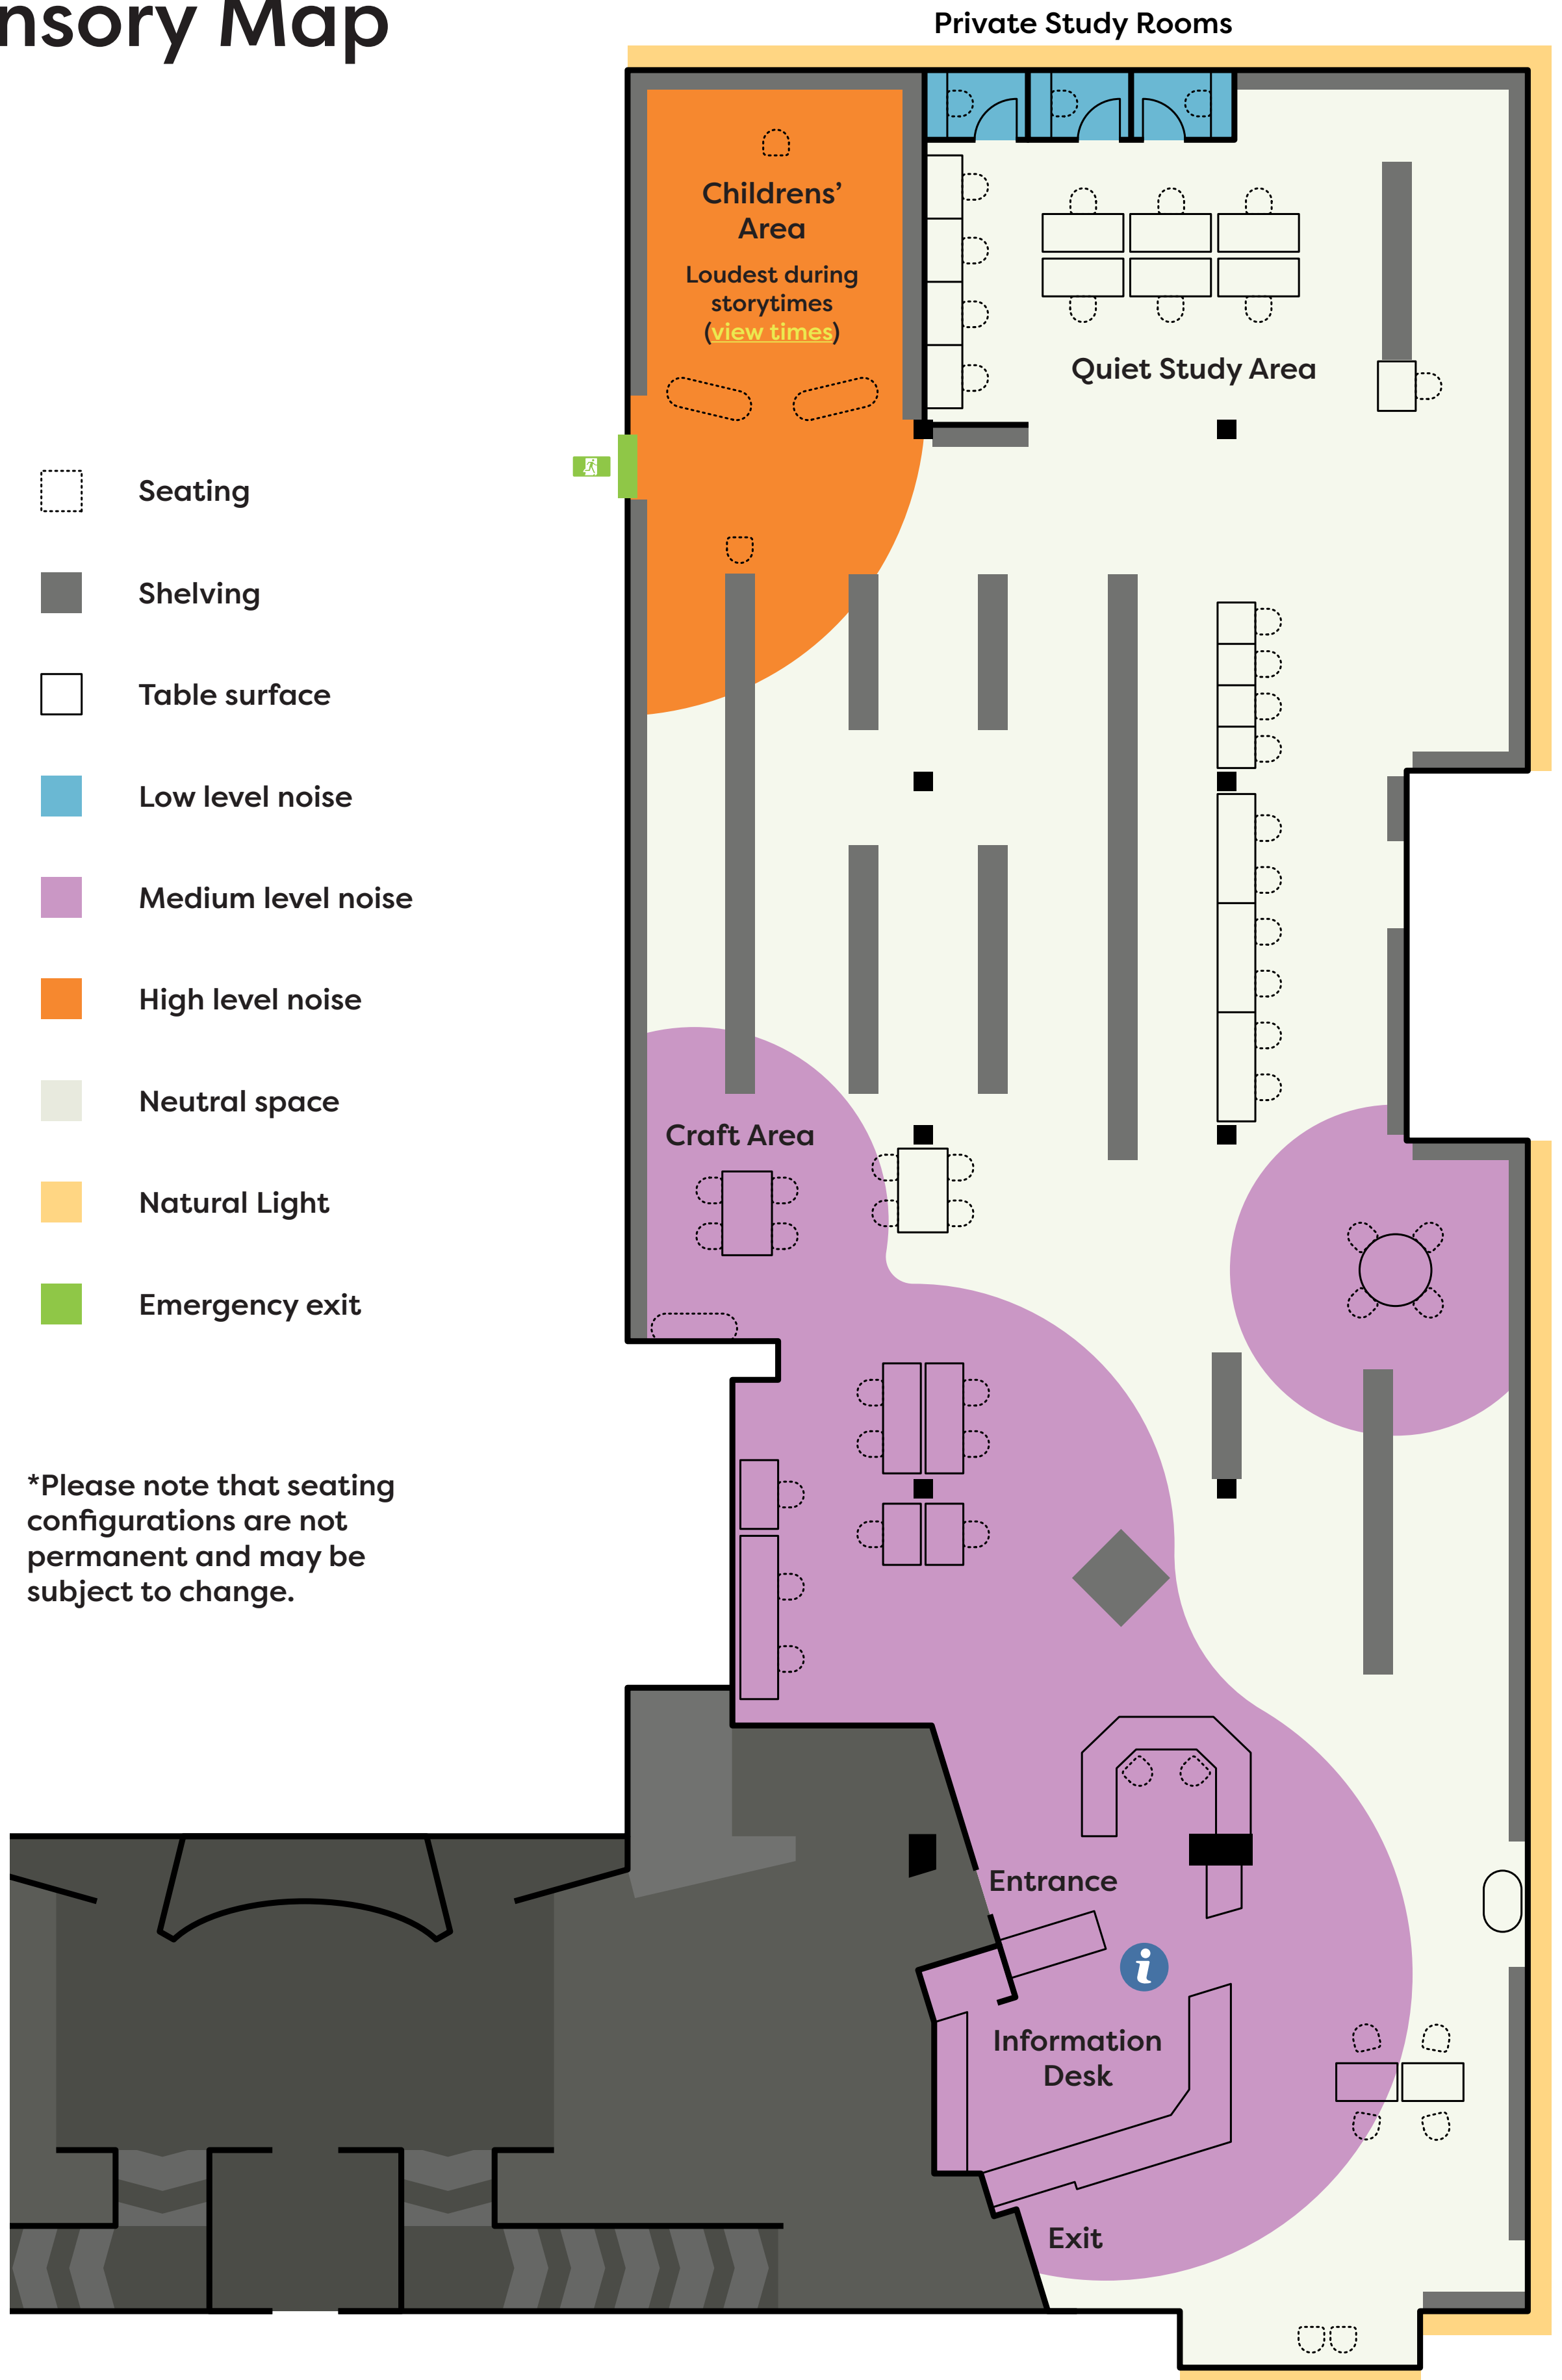 nsory Map
Private Study Rooms
Childrens’
Area
Loudest during
storytimes
(view times)
Quiet Study Area
Seating
Shelving
Table surface
Low level noise
Medium level noise
High level noise
Neutral space
Natural Light
Emergency exit
Craft Area
*Please note that seating
configurations are not
permanent and may be
subject to change.
Entrance
i
Information
Desk
Exit